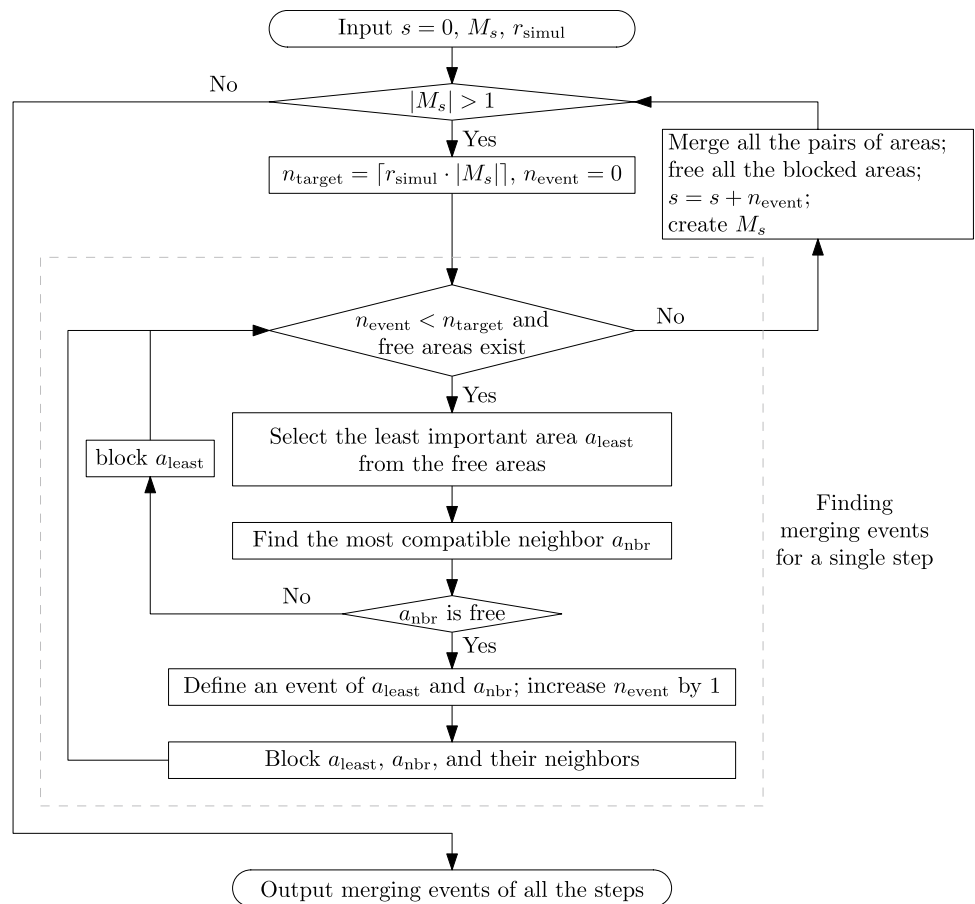 Input s = 0, M_s, r_simul
No
|M_s| > 1
Yes
n_target = ⌈r_simul · |M_s|⌉, n_event = 0
Merge all the pairs of areas;
free all the blocked areas;
s = s + n_event;
create M_s
n_event < n_target and
free areas exist
No
Yes
Select the least important area a_least
from the free areas
block a_least
Find the most compatible neighbor a_nbr
Finding
merging events
for a single step
No
a_nbr is free
Yes
Define an event of a_least and a_nbr; increase n_event by 1
Block a_least, a_nbr, and their neighbors
Output merging events of all the steps